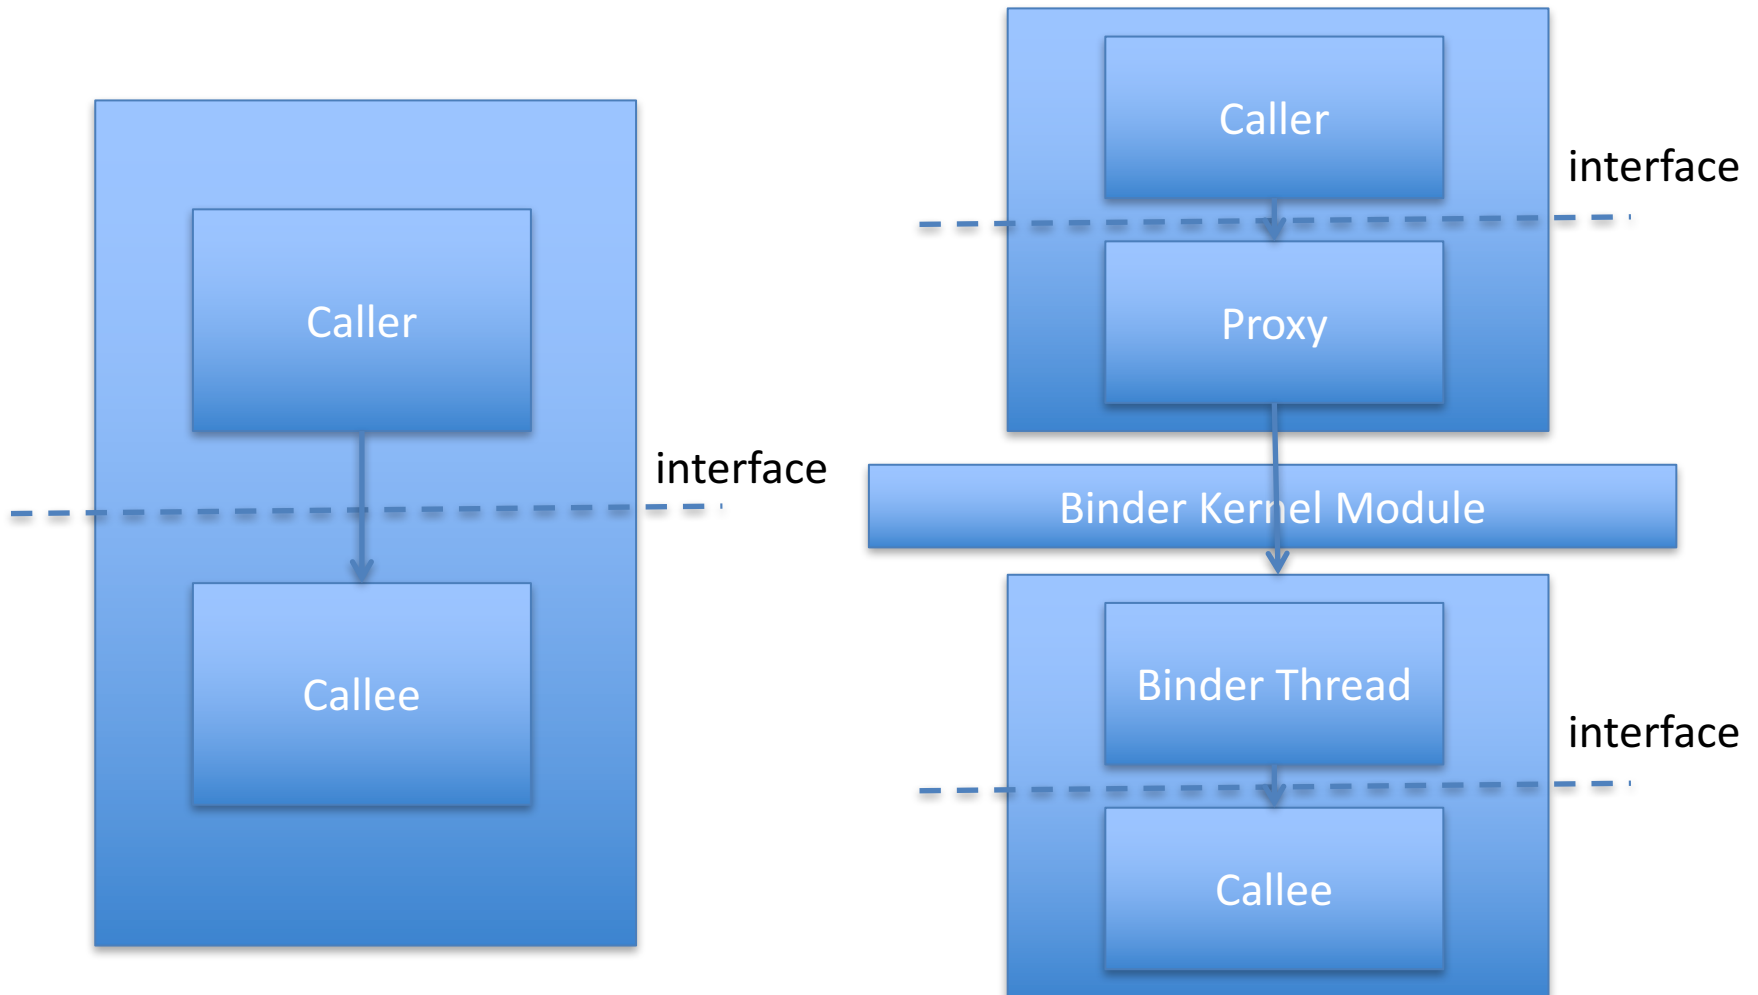 Caller
interface
Callee
Caller
interface
Proxy
Binder Kernel Module
Binder Thread
interface
Callee